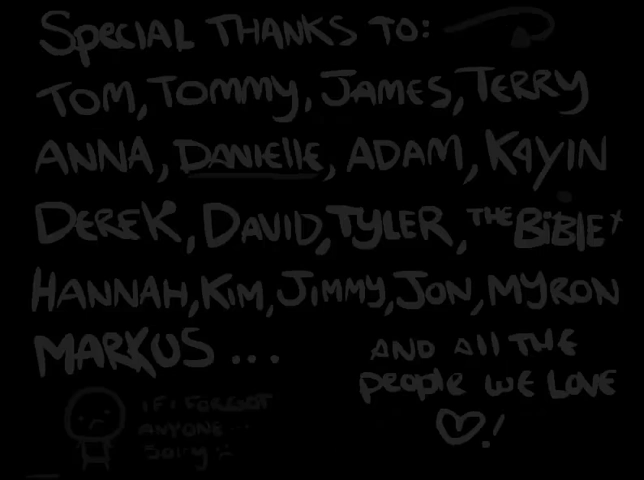 SPECIAL THANKS TO:
TOM, TOMMY, JAMES, TERRY
ANNA, DANIELLE, ADAM, KAYIN
DEREK, DAVID, TYLER, THE BIBLE
HANNAH, KIM, JIMMY, JON, MYRON
MARKUS ...
AND All THE
people WE LOVE
!
IF I FORGOT
ANYONE ...
Sorry :(